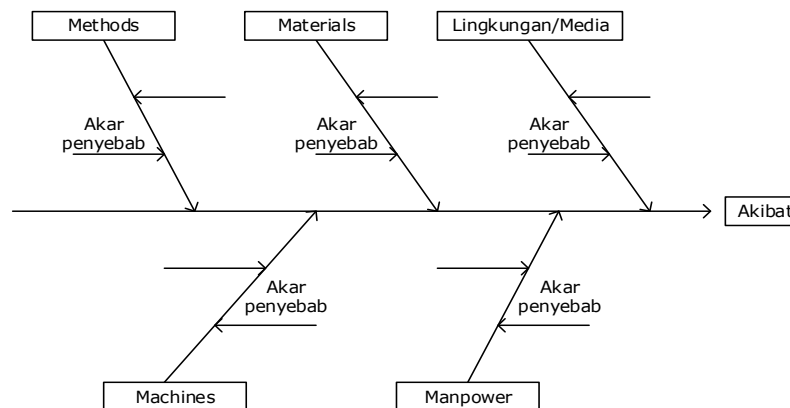 Methods
Materials
Lingkungan/Media
Akar
penyebab
Akar
penyebab
Akar
penyebab
Akibat
Akar
penyebab
Akar
penyebab
Machines
Manpower